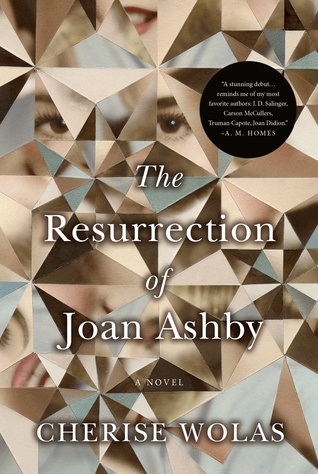 "A stunning debut…
reminds me of my most
favorite authors: J. D. Salinger,
Carson McCullers,
Truman Capote, Joan Didion."
–A. M. HOMES
The
Resurrection
of
Joan Ashby
A NOVEL
CHERISE WOLAS